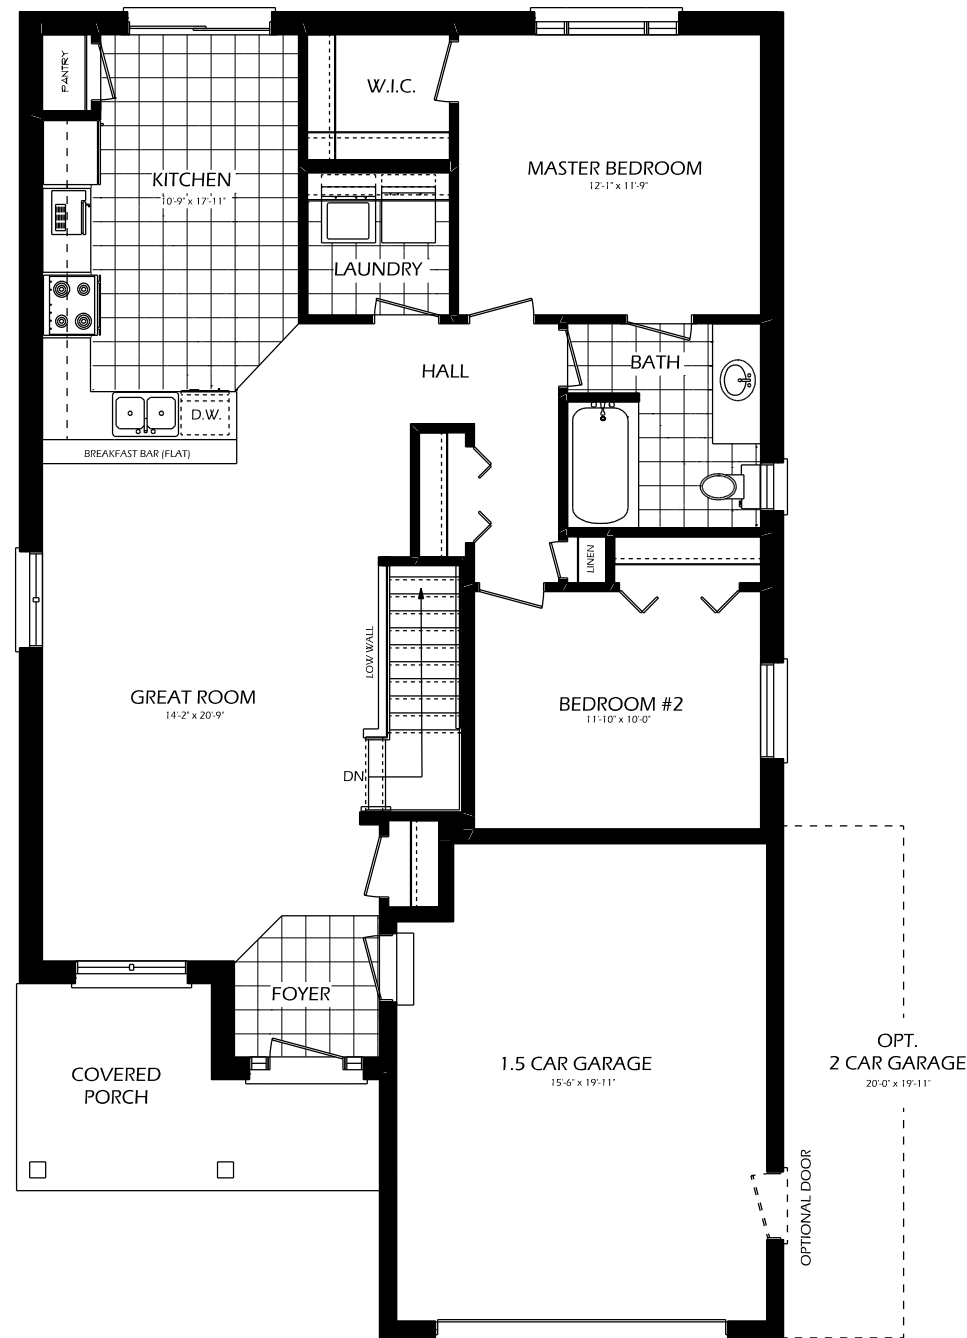 PANTRY
W.I.C.
MASTER BEDROOM
12'-1" x 11'-9"
KITCHEN
10'-9" x 17'-11"
LAUNDRY
HALL
BATH
D.W.
BREAKFAST BAR (FLAT)
LINEN
LOW WALL
GREAT ROOM
14'-2" x 20'-9"
BEDROOM #2
11'-10" x 10'-0"
DN
FOYER
COVERED
PORCH
1.5 CAR GARAGE
15'-6" x 19'-11"
OPT.
2 CAR GARAGE
20'-0" x 19'-11"
OPTIONAL DOOR